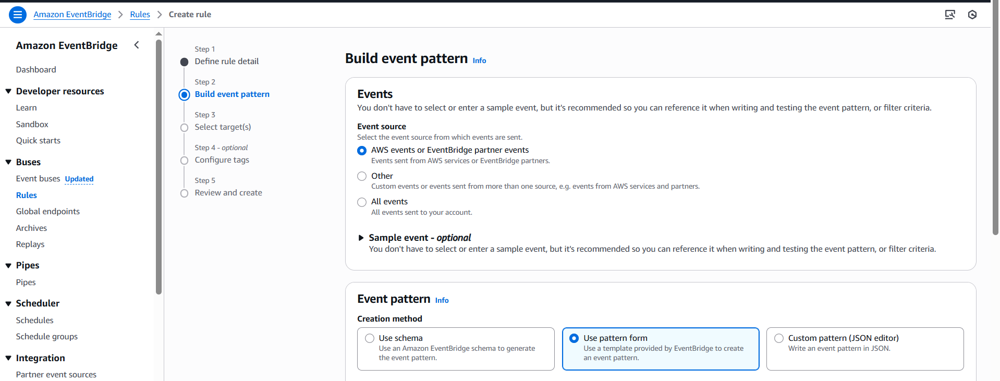 Amazon EventBridge > Rules > Create rule
Amazon EventBridge
Dashboard
Developer resources
Learn
Sandbox
Quick starts
Buses
Event buses Updated
Rules
Global endpoints
Archives
Replays
Pipes
Pipes
Scheduler
Schedules
Schedule groups
Integration
Partner event sources
Step 1
Define rule detail
Step 2
Build event pattern
Step 3
Select target(s)
Step 4 - optional
Configure tags
Step 5
Review and create
Build event pattern Info
Events
You don't have to select or enter a sample event, but it's recommended so you can reference it when writing and testing the event pattern, or filter criteria.
Event source
Select the event source from which events are sent.
AWS events or EventBridge partner events
Events sent from AWS services or EventBridge partners.
Other
Custom events or events sent from more than one source, e.g. events from AWS services and partners.
All events
All events sent to your account.
Sample event - optional
You don't have to select or enter a sample event, but it's recommended so you can reference it when writing and testing the event pattern, or filter criteria.
Event pattern Info
Creation method
Use schema
Use an Amazon EventBridge schema to generate
the event pattern.
Use pattern form
Use a template provided by EventBridge to create
an event pattern.
Custom pattern (JSON editor)
Write an event pattern in JSON.